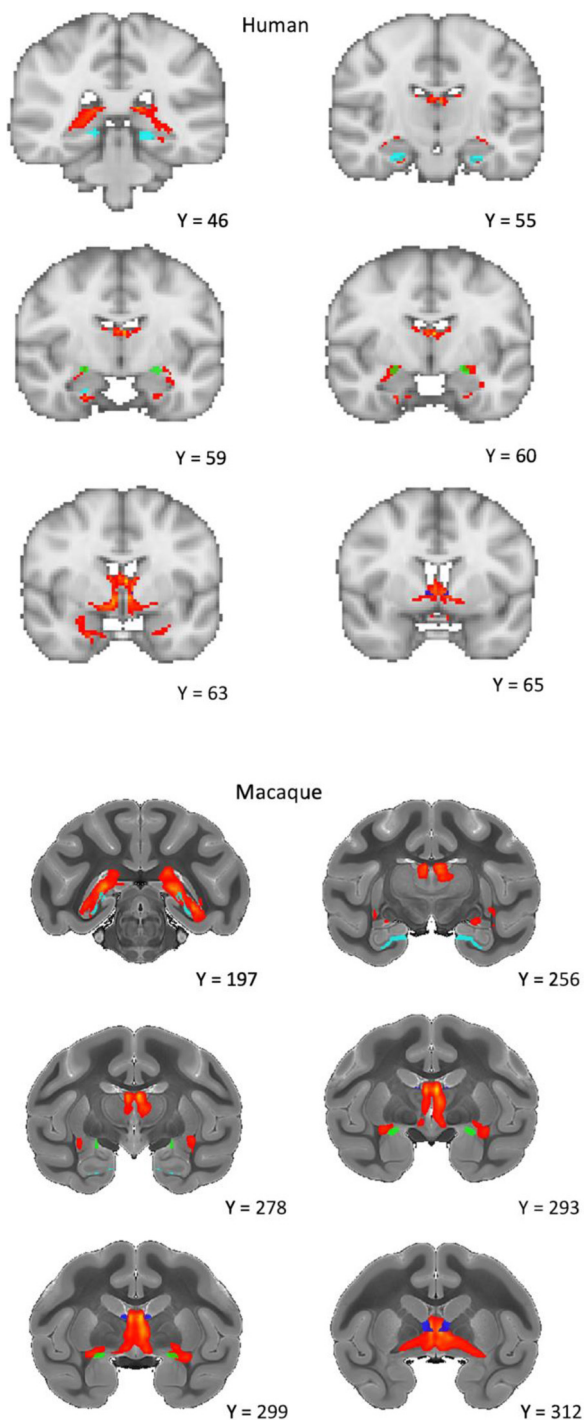 Human
Y = 46
Y = 55
Y = 59
Y = 60
Y = 63
Y = 65
Macaque
Y = 197
Y = 256
Y = 278
Y = 293
Y = 299
Y = 312